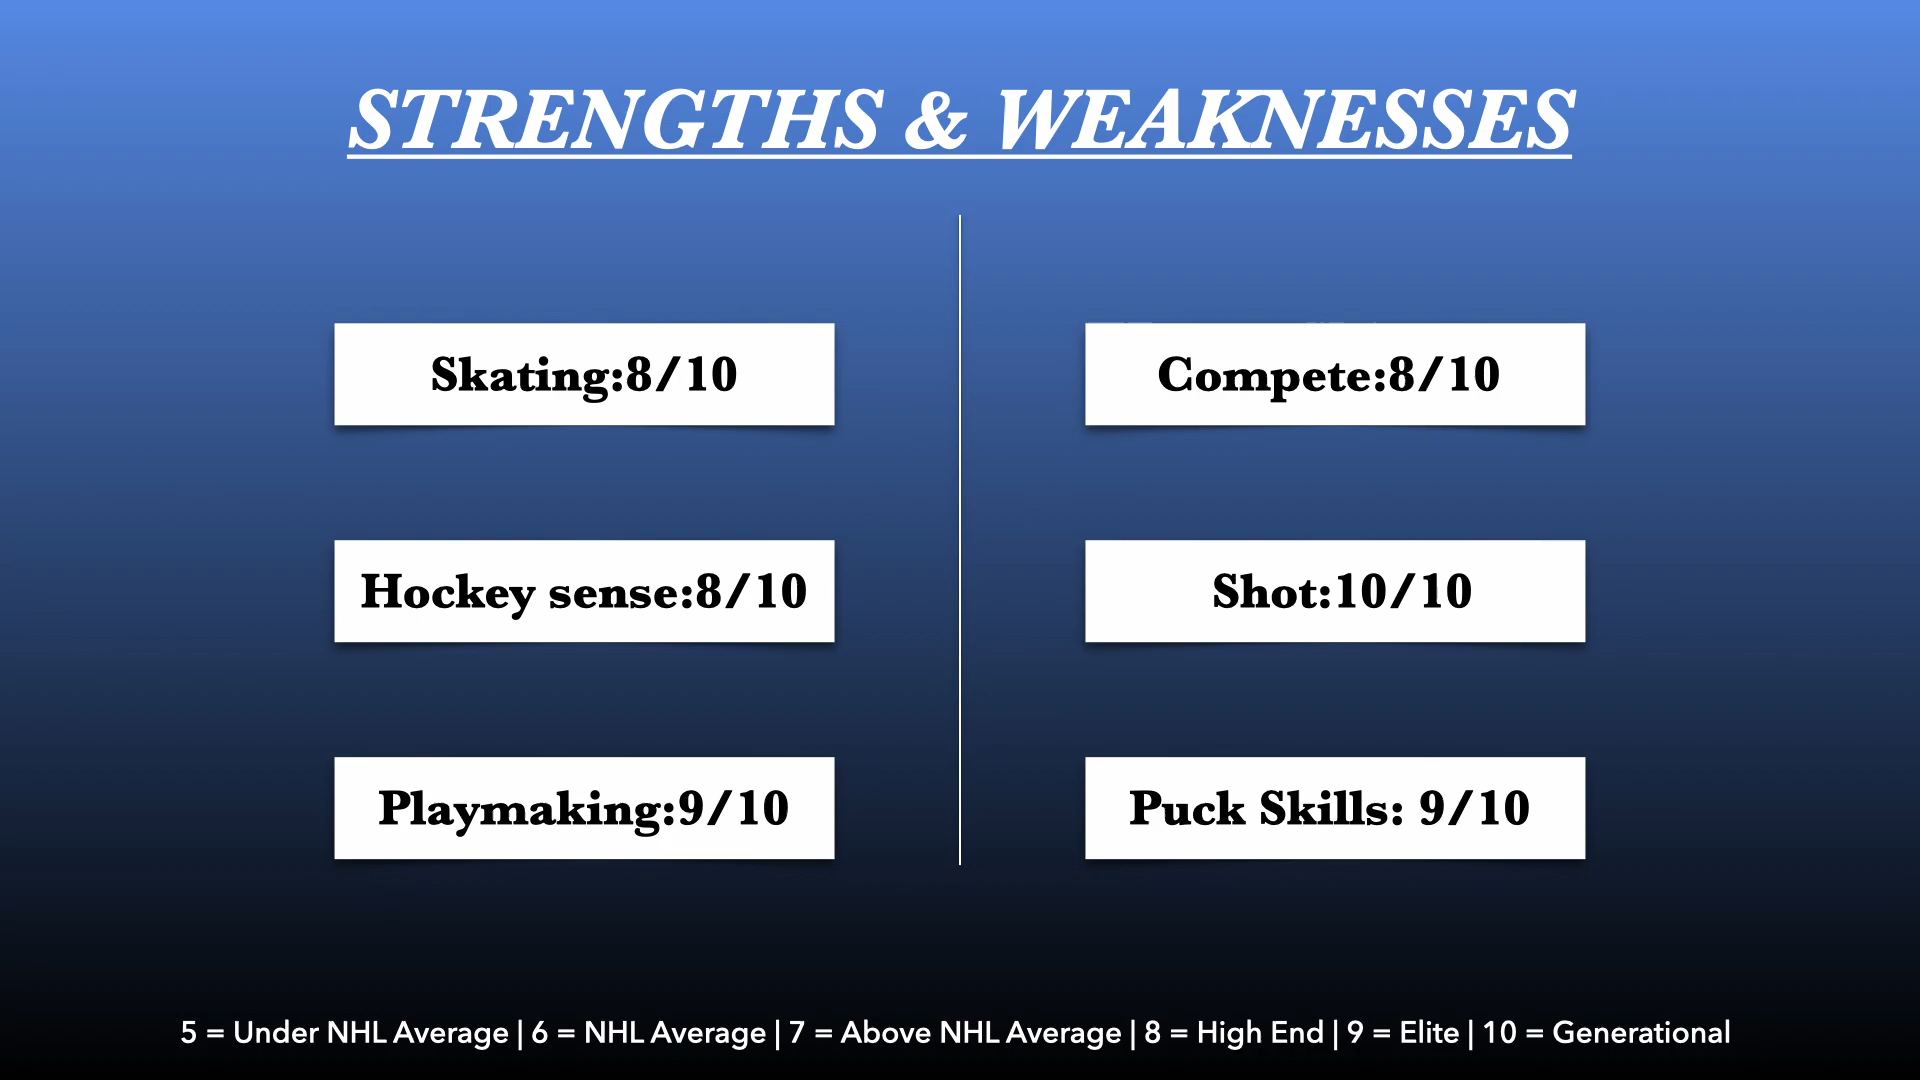 STRENGTHS & WEAKNESSES
Skating:8/10
Compete:8/10
Hockey sense:8/10
Shot:10/10
Playmaking:9/10
Puck Skills: 9/10
5 = Under NHL Average | 6 = NHL Average | 7 = Above NHL Average | 8 = High End | 9 = Elite | 10 = Generational